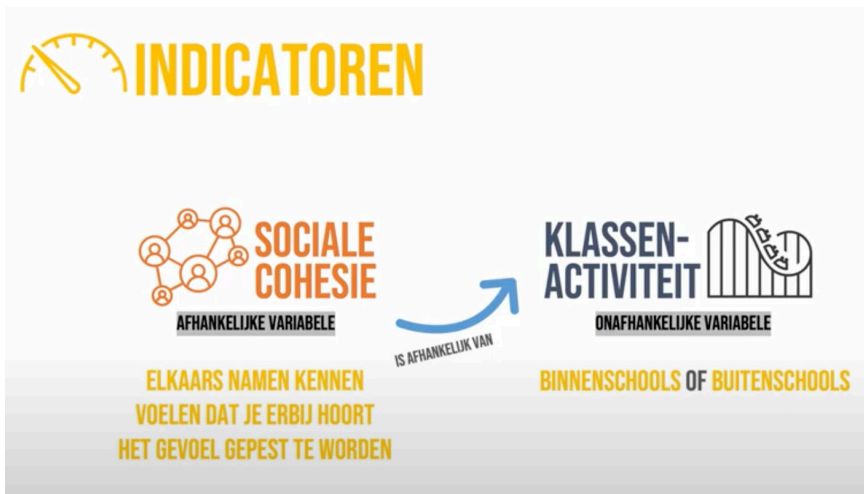 INDICATOREN
SOCIALE
COHESIE
AFHANKELIJKE VARIABELE
IS AFHANKELIJK VAN
KLASSEN-
ACTIVITEIT
ONAFHANKELIJKE VARIABELE
ELKAARS NAMEN KENNEN
VOELEN DAT JE ERBIJ HOORT
HET GEVOEL GEPEST TE WORDEN
BINNENSCHOOLS OF BUITENSCHOOLS